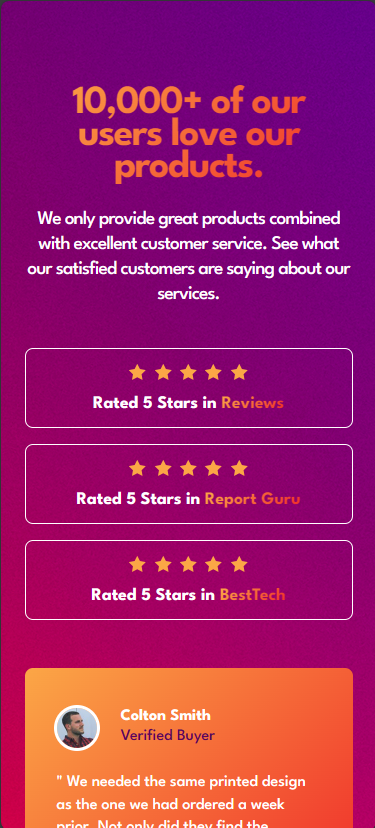 10,000+ of our
users love our
products.
We only provide great products combined
with excellent customer service. See what
our satisfied customers are saying about our
services.
Rated 5 Stars in Reviews
Rated 5 Stars in Report Guru
Rated 5 Stars in BestTech
Colton Smith
Verified Buyer
" We needed the same printed design
as the one we had ordered a week
prior. Not only did they find the